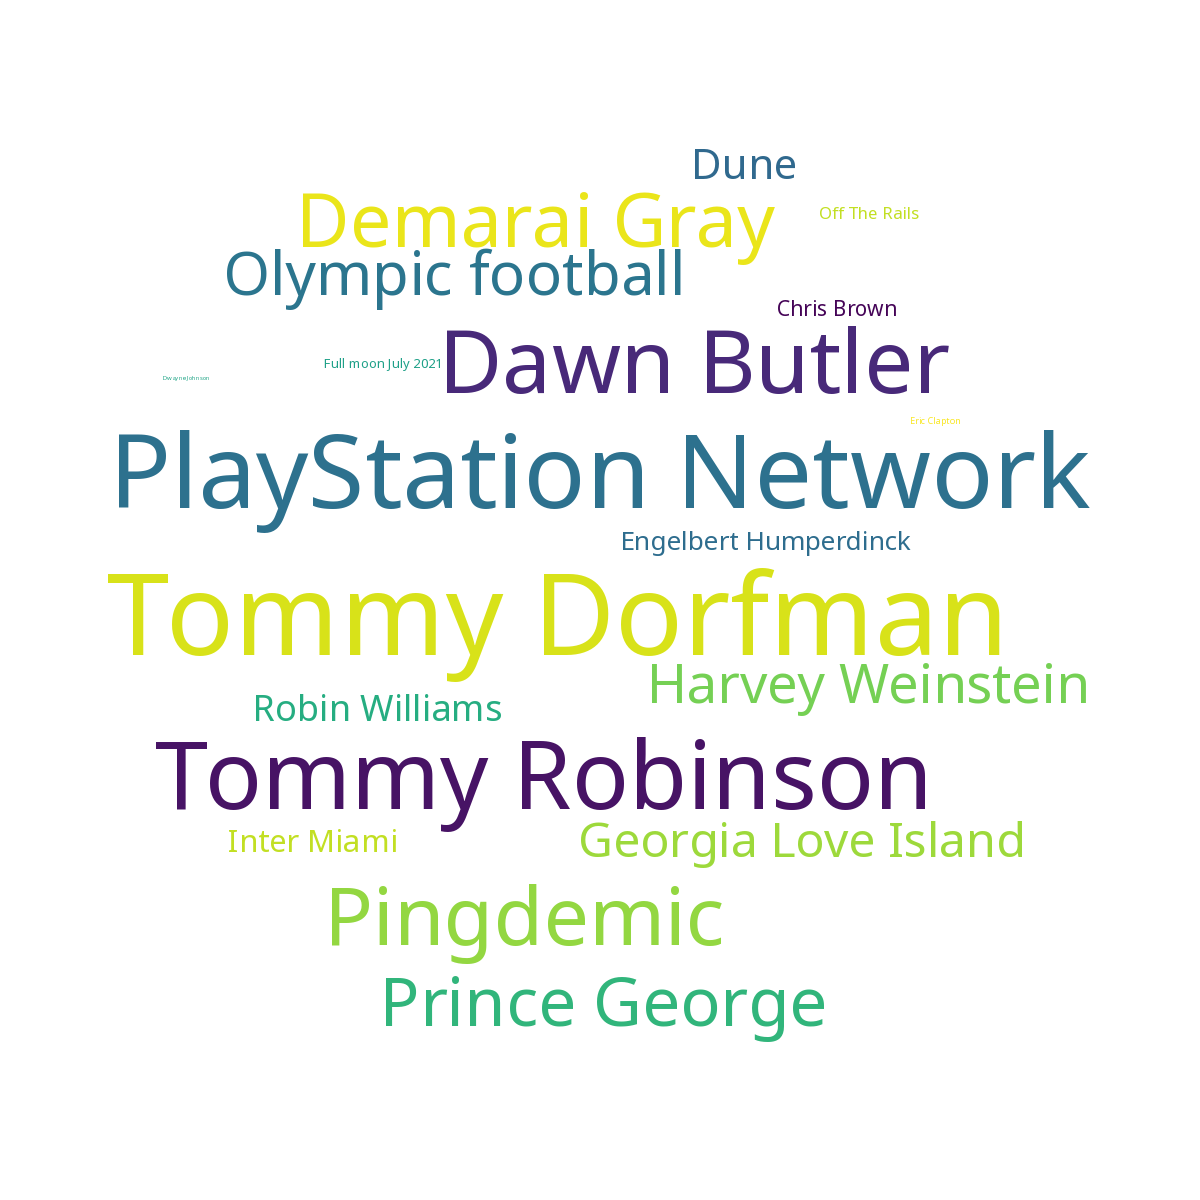 Dune
Demarai Gray
Off The Rails
Olympic football
Chris Brown
Dawn Butler
Full moon July 2021
Dwayne Johnson
Eric Clapton
PlayStation Network
Engelbert Humperdinck
Tommy Dorfman
Harvey Weinstein
Robin Williams
Tommy Robinson
Inter Miami
Georgia Love Island
Pingdemic
Prince George